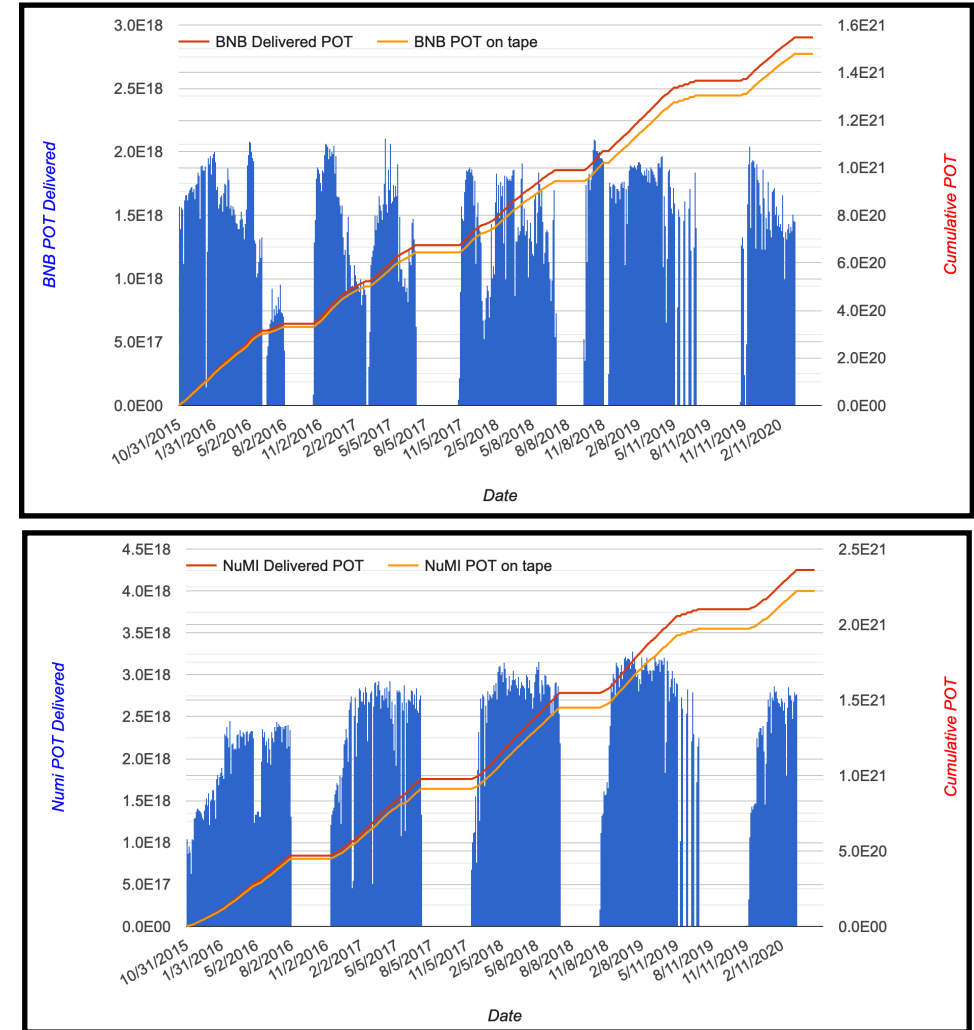 3.0E18
1.6E21
BNB Delivered POT
BNB POT on tape
2.5E18
1.4E21
1.2E21
2.0E18
1.0E21
1.5E18
8.0E20
1.0E18
6.0E20
4.0E20
5.0E17
2.0E20
0.0E00
0.0E00
BNB POT Delivered
Cumulative POT
10/31/2015
1/31/2016
5/2/2016
8/2/2016
11/2/2016
2/2/2017
5/5/2017
8/5/2017
11/5/2017
2/5/2018
5/8/2018
8/8/2018
11/8/2018
2/8/2019
5/11/2019
8/11/2019
11/11/2019
2/11/2020
Date
4.5E18
2.5E21
NuMI Delivered POT
NuMI POT on tape
4.0E18
2.0E21
3.5E18
3.0E18
2.5E18
1.5E21
2.0E18
1.5E18
1.0E21
1.0E18
5.0E20
5.0E17
0.0E00
0.0E00
Numi POT Delivered
Cumulative POT
10/31/2015
1/31/2016
5/2/2016
8/2/2016
11/2/2016
2/2/2017
5/5/2017
8/5/2017
11/5/2017
2/5/2018
5/8/2018
8/8/2018
11/8/2018
2/8/2019
5/11/2019
8/11/2019
11/11/2019
2/11/2020
Date